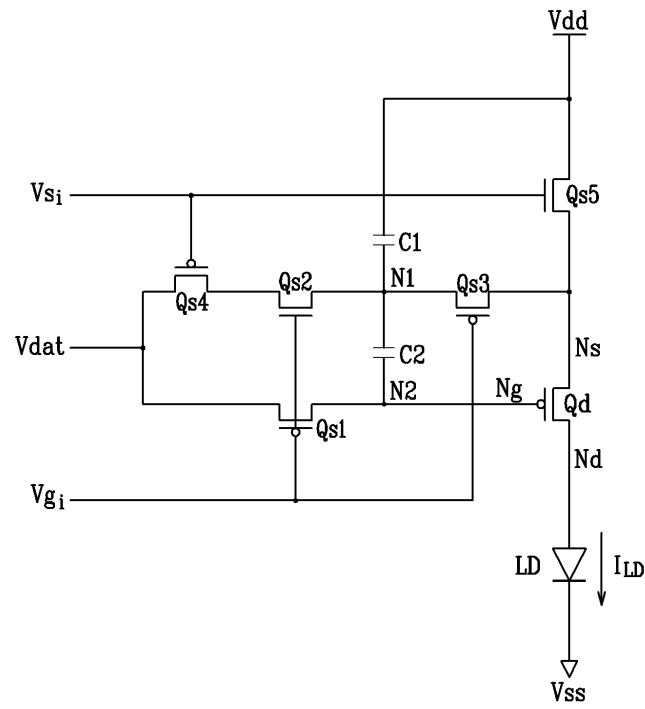 Vdd
Vsi
Qs5
C1
Qs2
N1
Qs3
Qs4
Vdat
C2
Ns
N2
Ng
Qd
Qs1
Nd
Vgi
LD
ILD
Vss